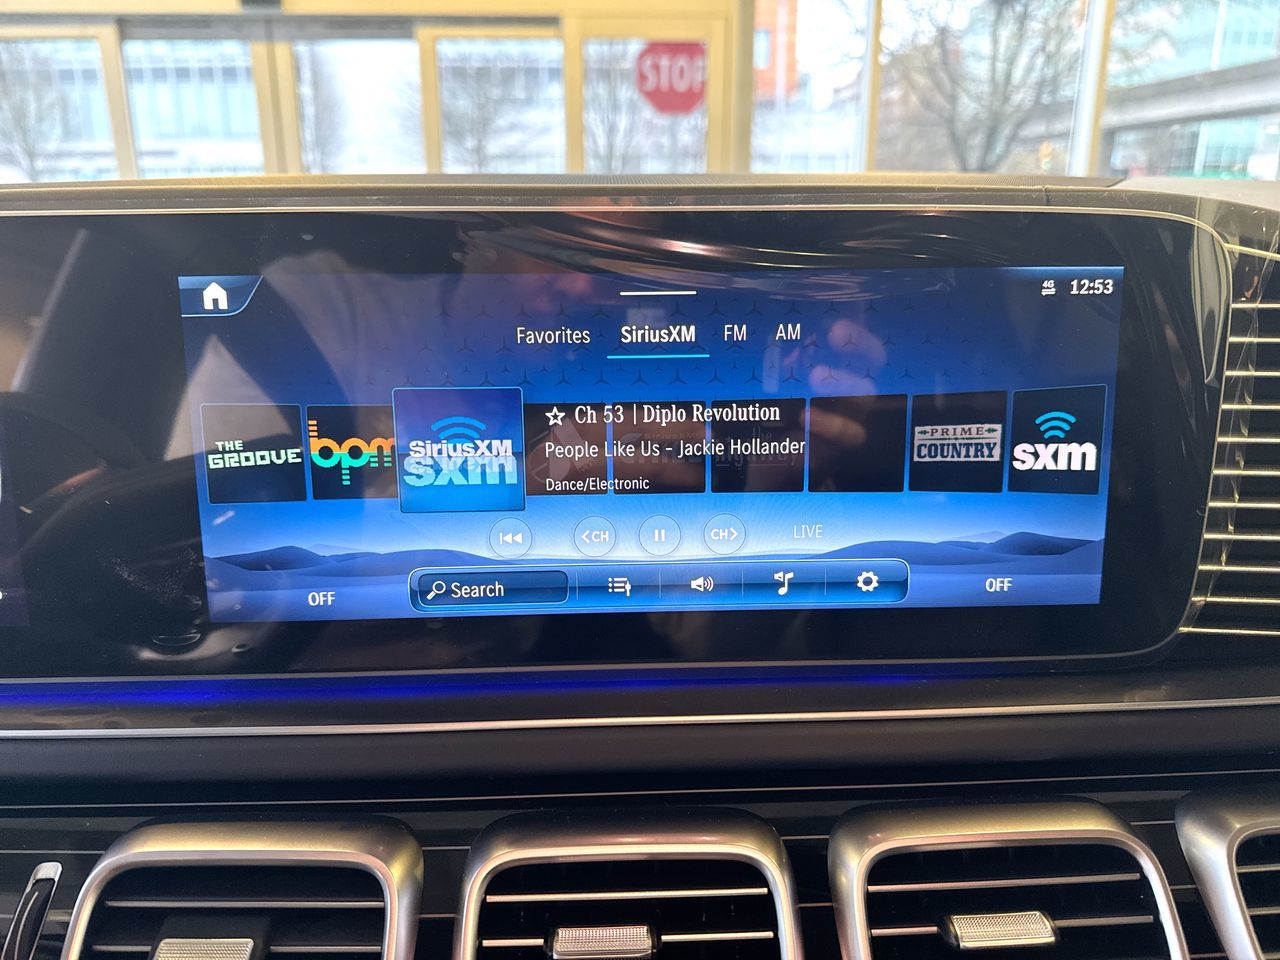 STOP
4G 12:53
Favorites SiriusXM FM AM
THE GROOVE
bpm
SiriusXM
sxm
Ch 53 | Diplo Revolution
People Like Us - Jackie Hollander
Dance/Electronic
PRIME COUNTRY
sxm
<CH
CH>
LIVE
OFF
Search
OFF